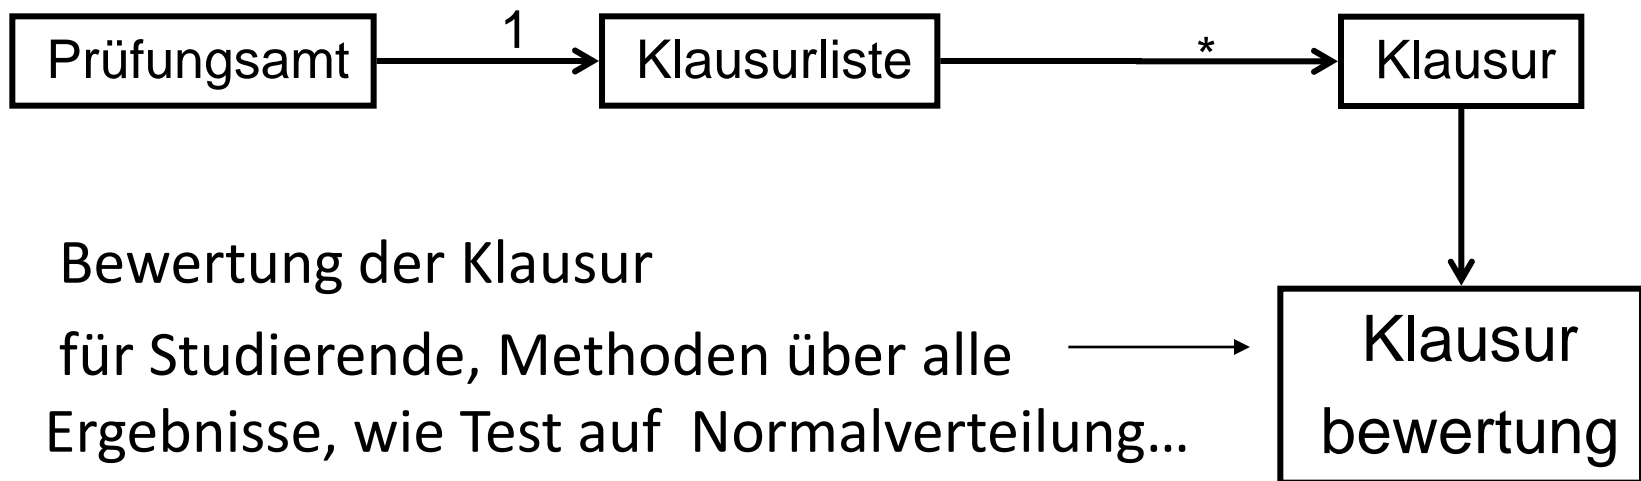 Prüfungsamt 1 Klausurliste * Klausur
Bewertung der Klausur
für Studierende, Methoden über alle
Ergebnisse, wie Test auf Normalverteilung...
Klausur
bewertung